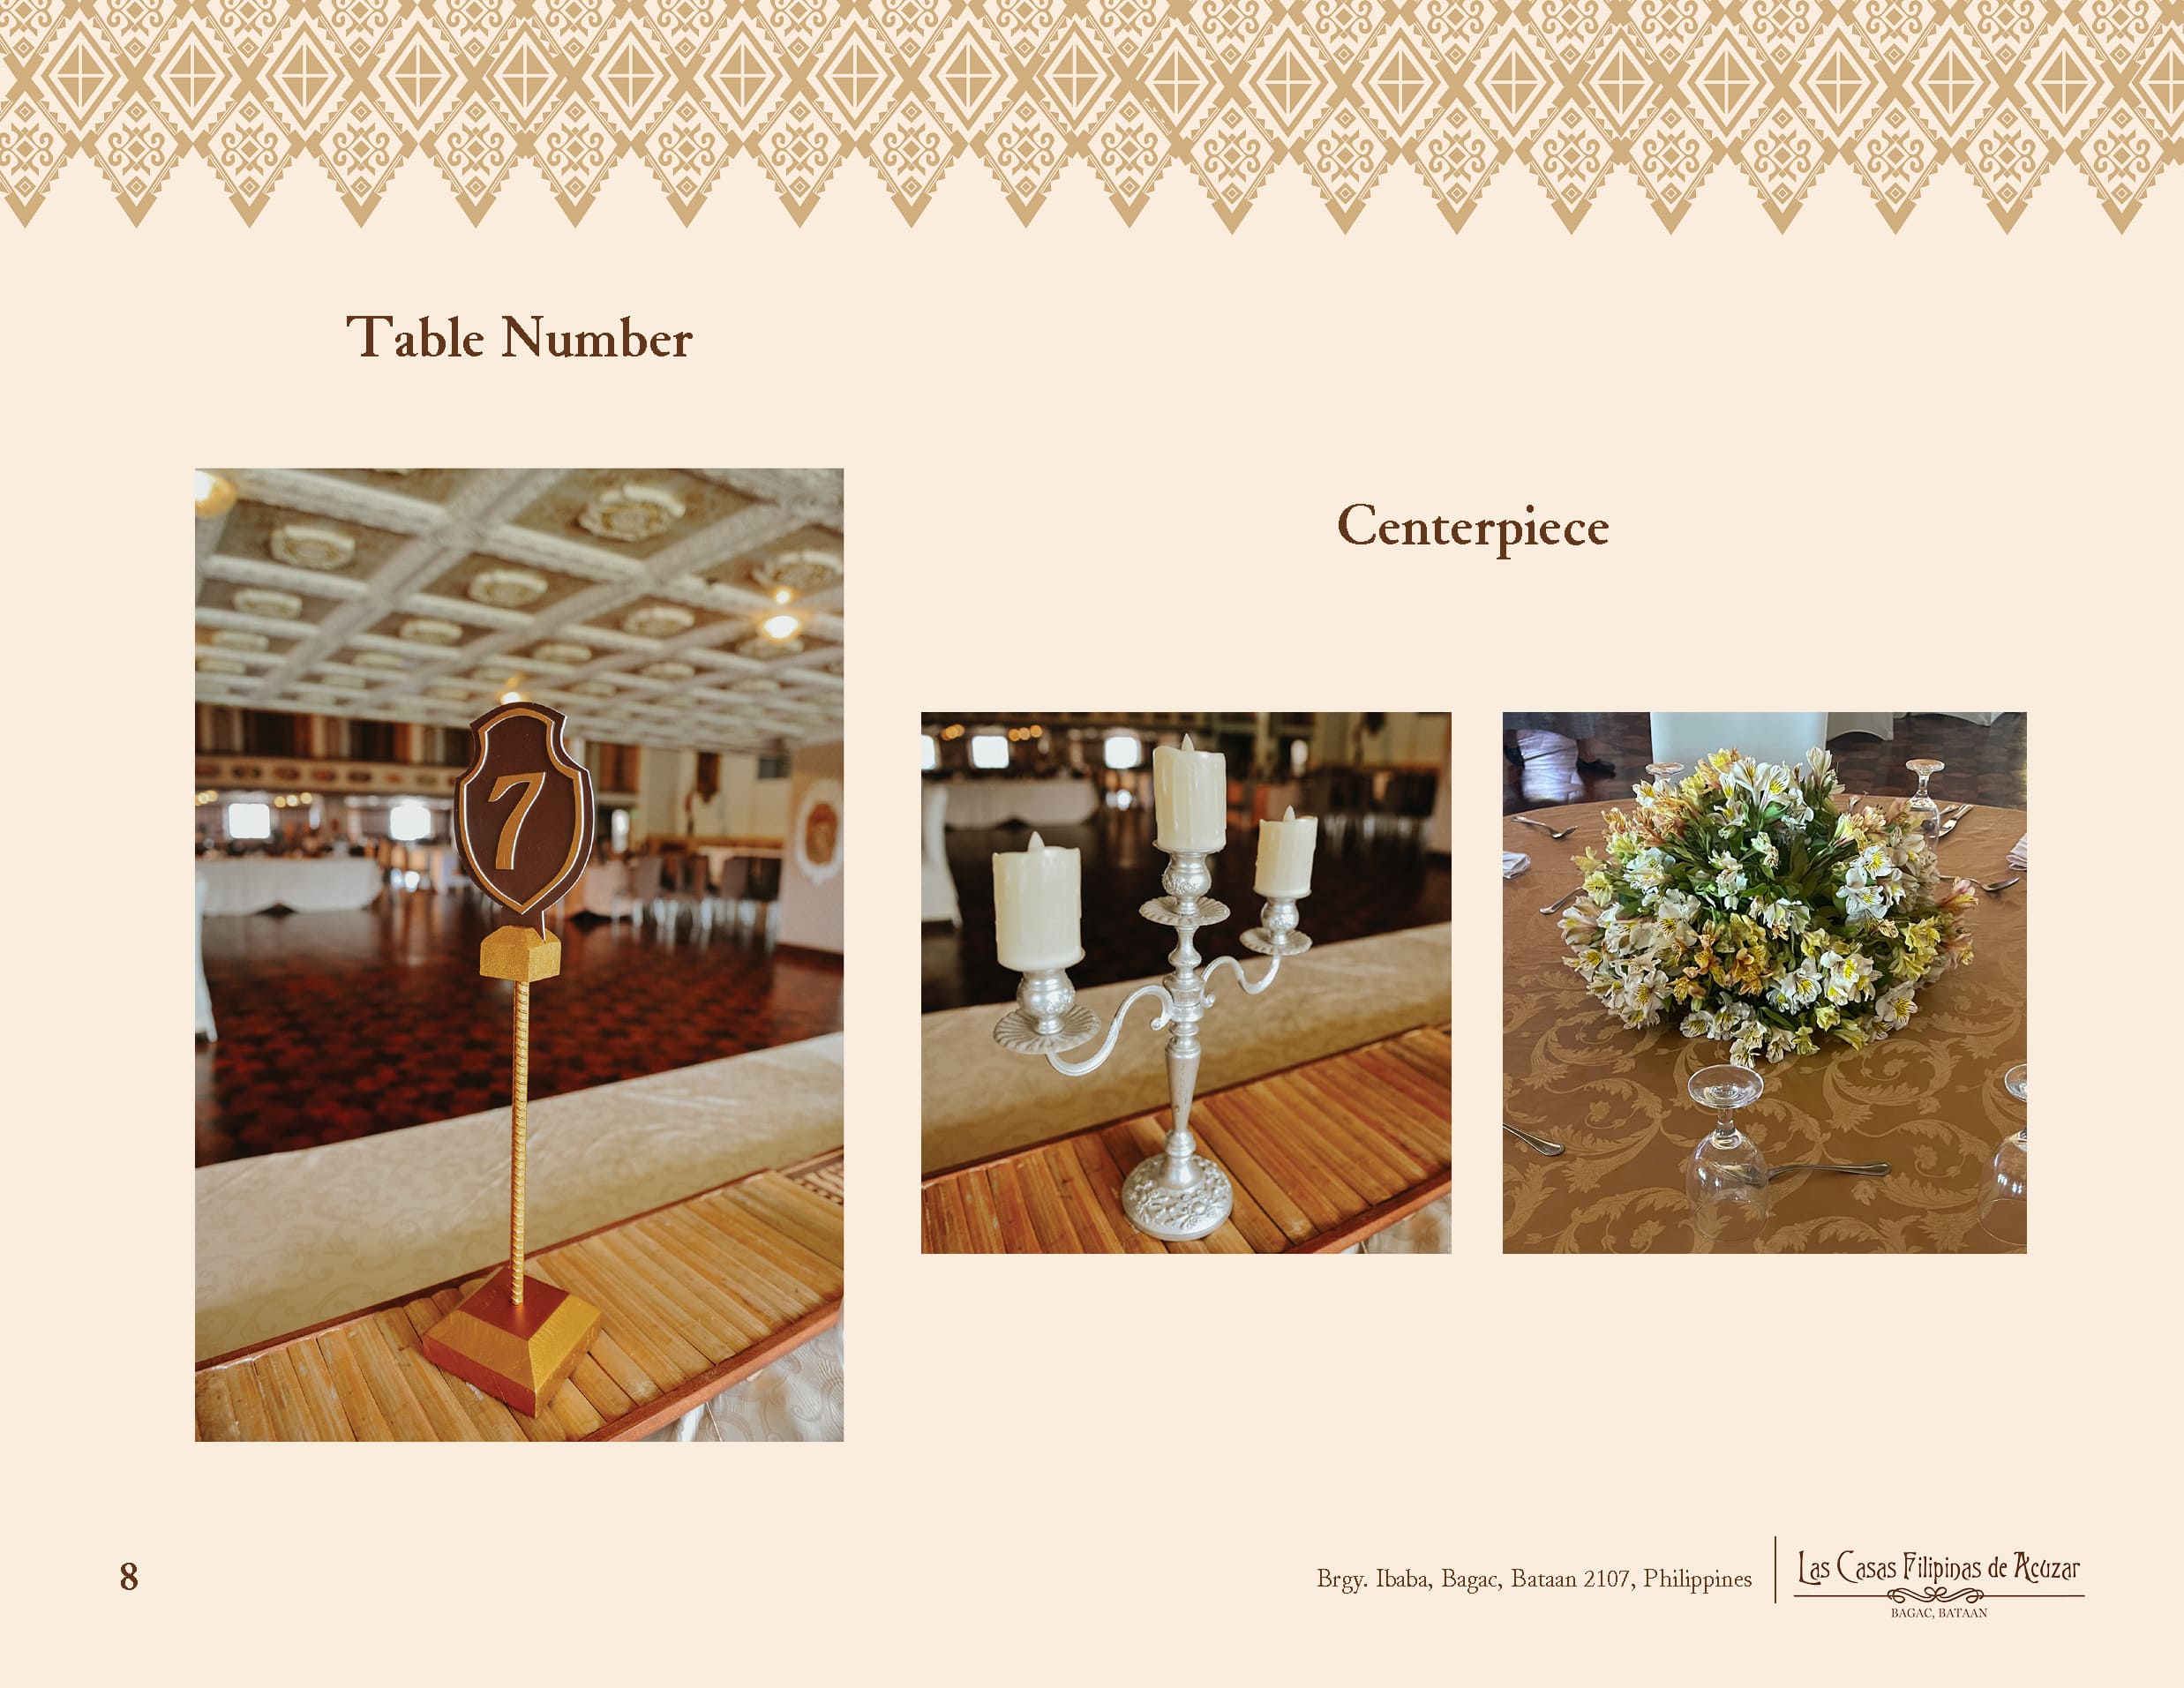 Table Number
Centerpiece
7
8
Brgy. Ibaba, Bagac, Bataan 2107, Philippines
Las Casas Filipinas de Acuzar
BAGAC, BATAAN